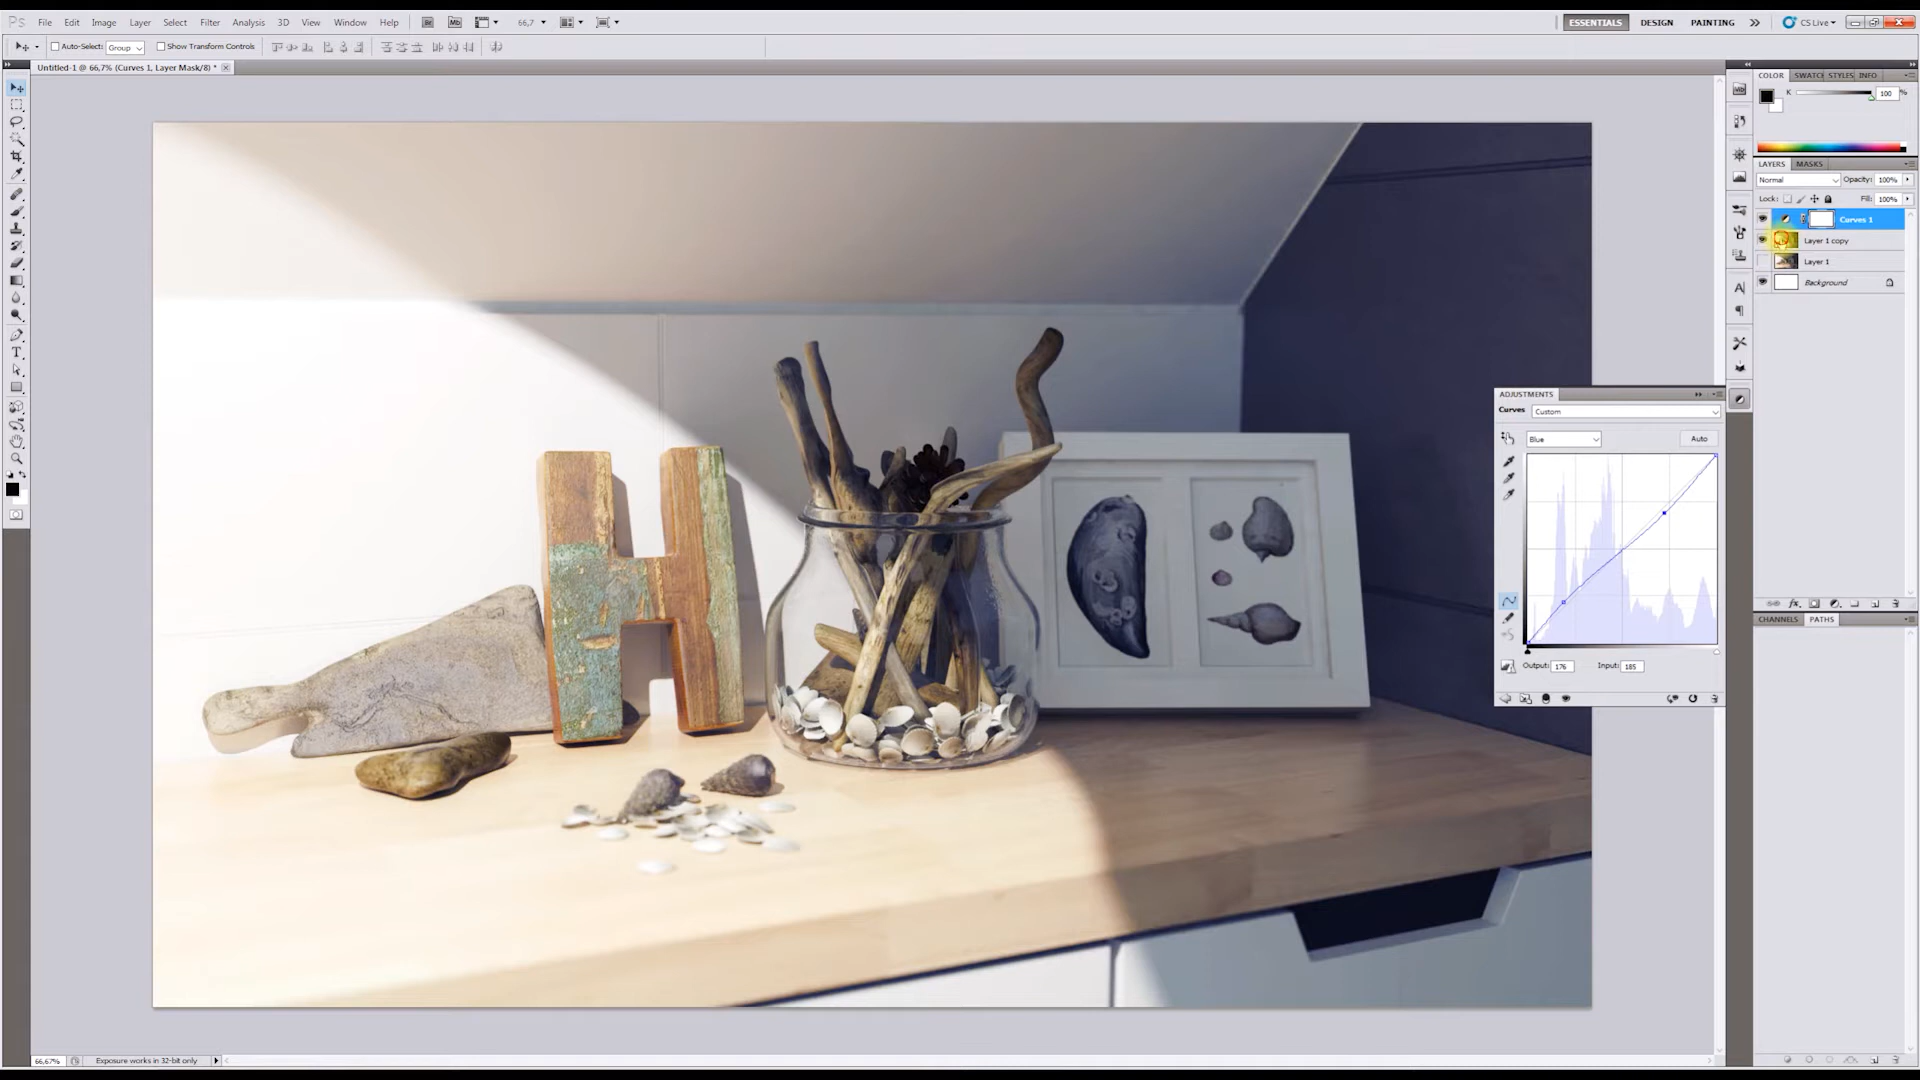 Ps File Edit Image Layer Select Filter Analysis 3D View Window Help Br Mb 66,7 ESSENTIALS DESIGN PAINTING CS Live
Auto-Select: Group Show Transform Controls
Untitled-1 @ 66,7% (Curves 1, Layer Mask/8) *
COLOR SWATCH STYLES INFO
K 100 %
LAYERS MASKS
Normal Opacity: 100%
Lock: Fill: 100%
Curves 1
Layer 1 copy
Layer 1
Background
H
ADJUSTMENTS
Curves Custom
Blue Auto
Output: 176 Input: 185
CHANNELS PATHS
66,67% Exposure works in 32-bit only